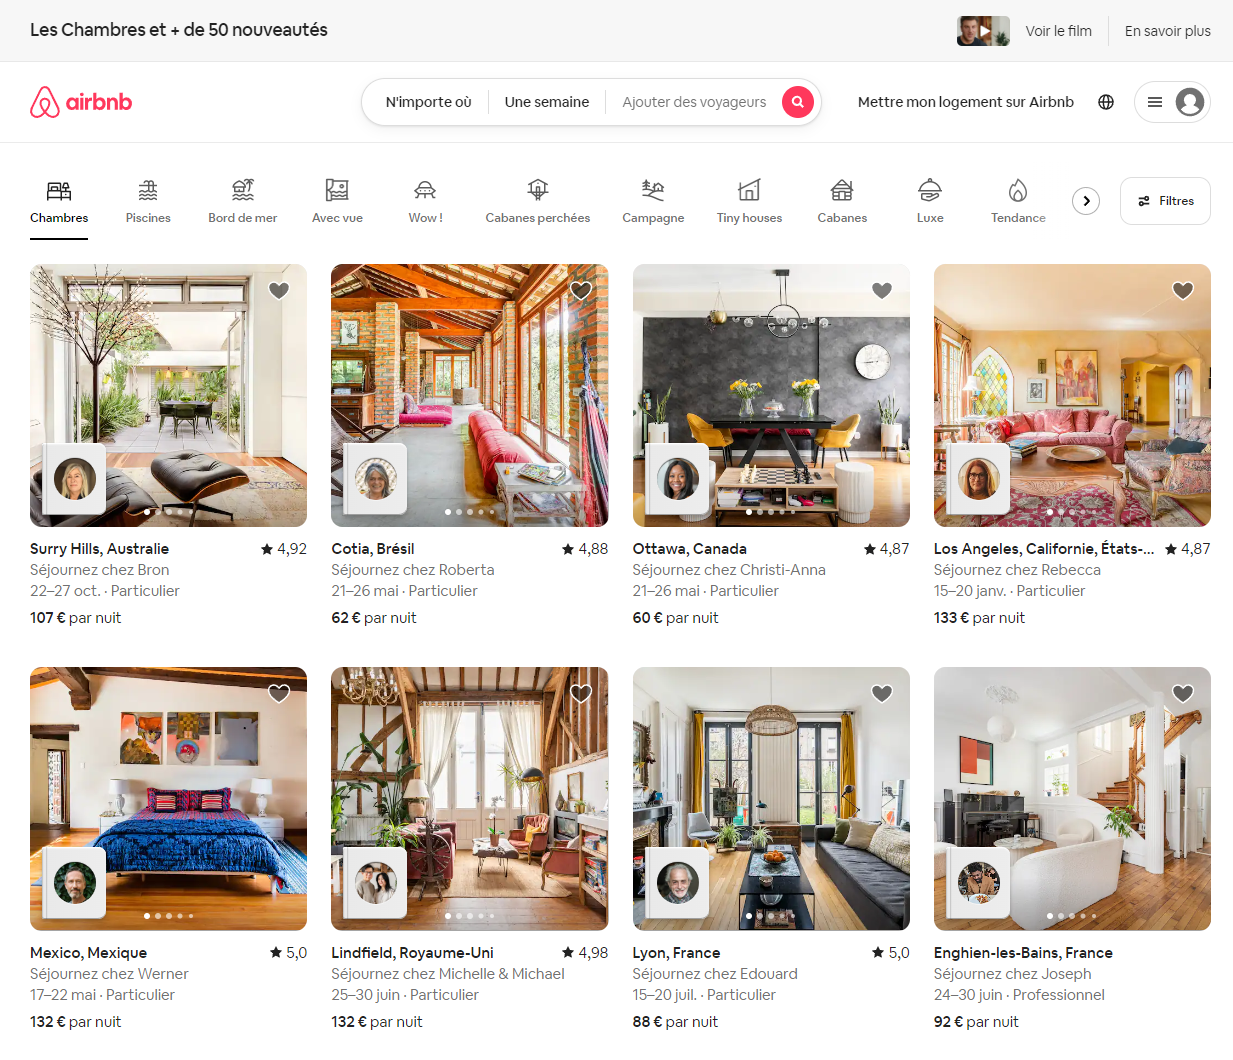 Les Chambres et + de 50 nouveautés
Voir le film
En savoir plus
airbnb
N'importe où
Une semaine
Ajouter des voyageurs
Mettre mon logement sur Airbnb
Chambres
Piscines
Bord de mer
Avec vue
Wow !
Cabanes perchées
Campagne
Tiny houses
Cabanes
Luxe
Tendance
Filtres
Surry Hills, Australie 4,92
Séjournez chez Bron
22–27 oct. · Particulier
107 € par nuit
Cotia, Brésil 4,88
Séjournez chez Roberta
21–26 mai · Particulier
62 € par nuit
Ottawa, Canada 4,87
Séjournez chez Christi-Anna
21–26 mai · Particulier
60 € par nuit
Los Angeles, Californie, États-... 4,87
Séjournez chez Rebecca
15–20 janv. · Particulier
133 € par nuit
Mexico, Mexique 5,0
Séjournez chez Werner
17–22 mai · Particulier
132 € par nuit
Lindfield, Royaume-Uni 4,98
Séjournez chez Michelle & Michael
25–30 juin · Particulier
132 € par nuit
Lyon, France 5,0
Séjournez chez Edouard
15–20 juil. · Particulier
88 € par nuit
Enghien-les-Bains, France
Séjournez chez Joseph
24–30 juin · Professionnel
92 € par nuit